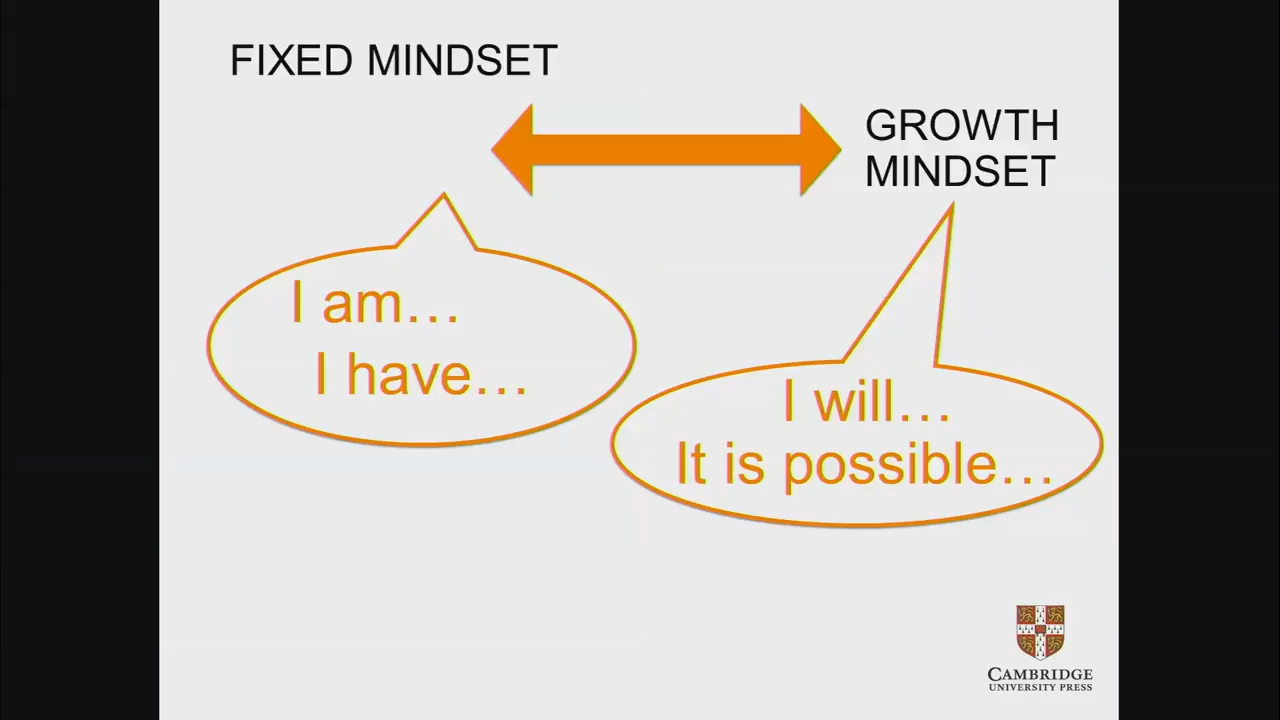 FIXED MINDSET
GROWTH
MINDSET
I am…
I have…
I will…
It is possible…
CAMBRIDGE
UNIVERSITY PRESS